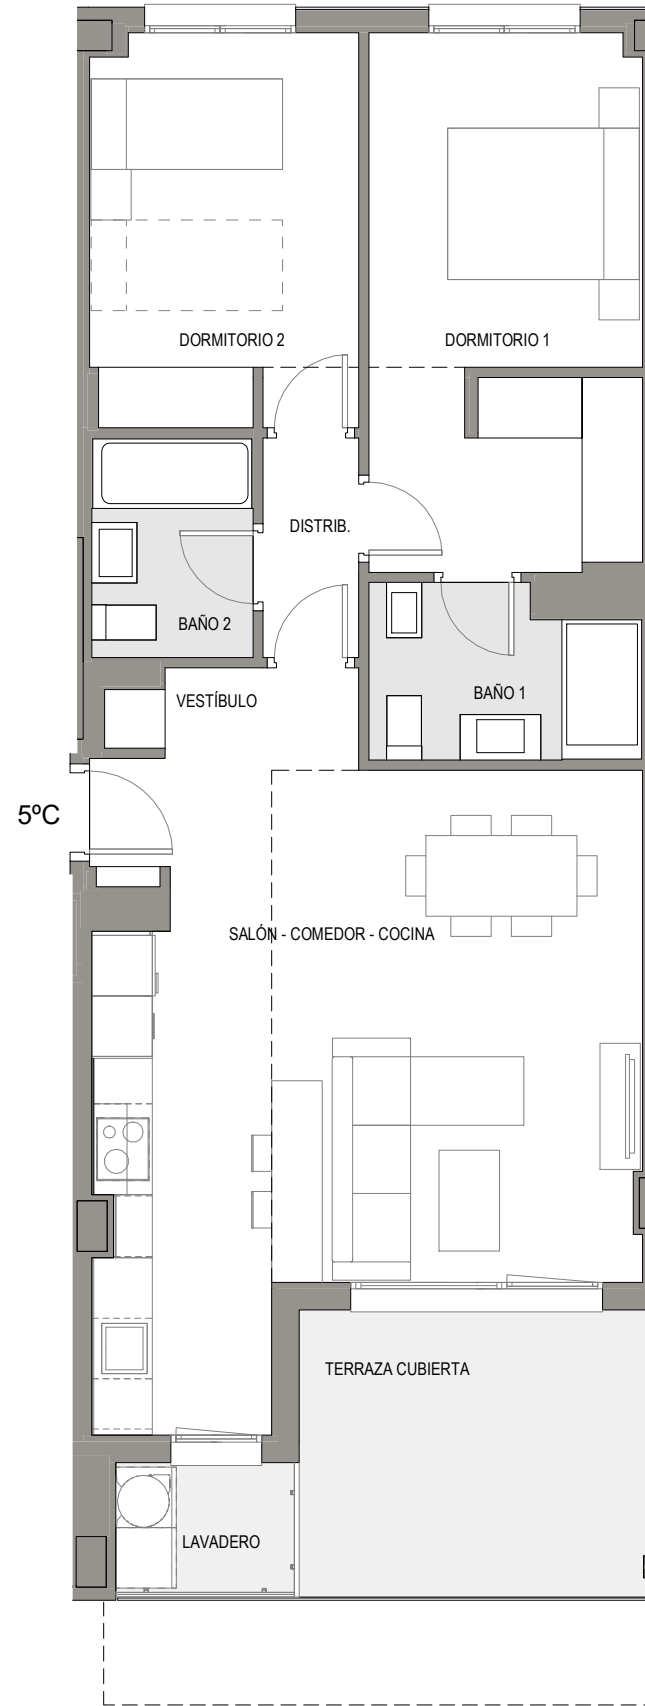 DORMITORIO 2
DORMITORIO 1
DISTRIB.
BAÑO 2
BAÑO 1
VESTÍBULO
5ºC
SALÓN - COMEDOR - COCINA
TERRAZA CUBIERTA
LAVADERO